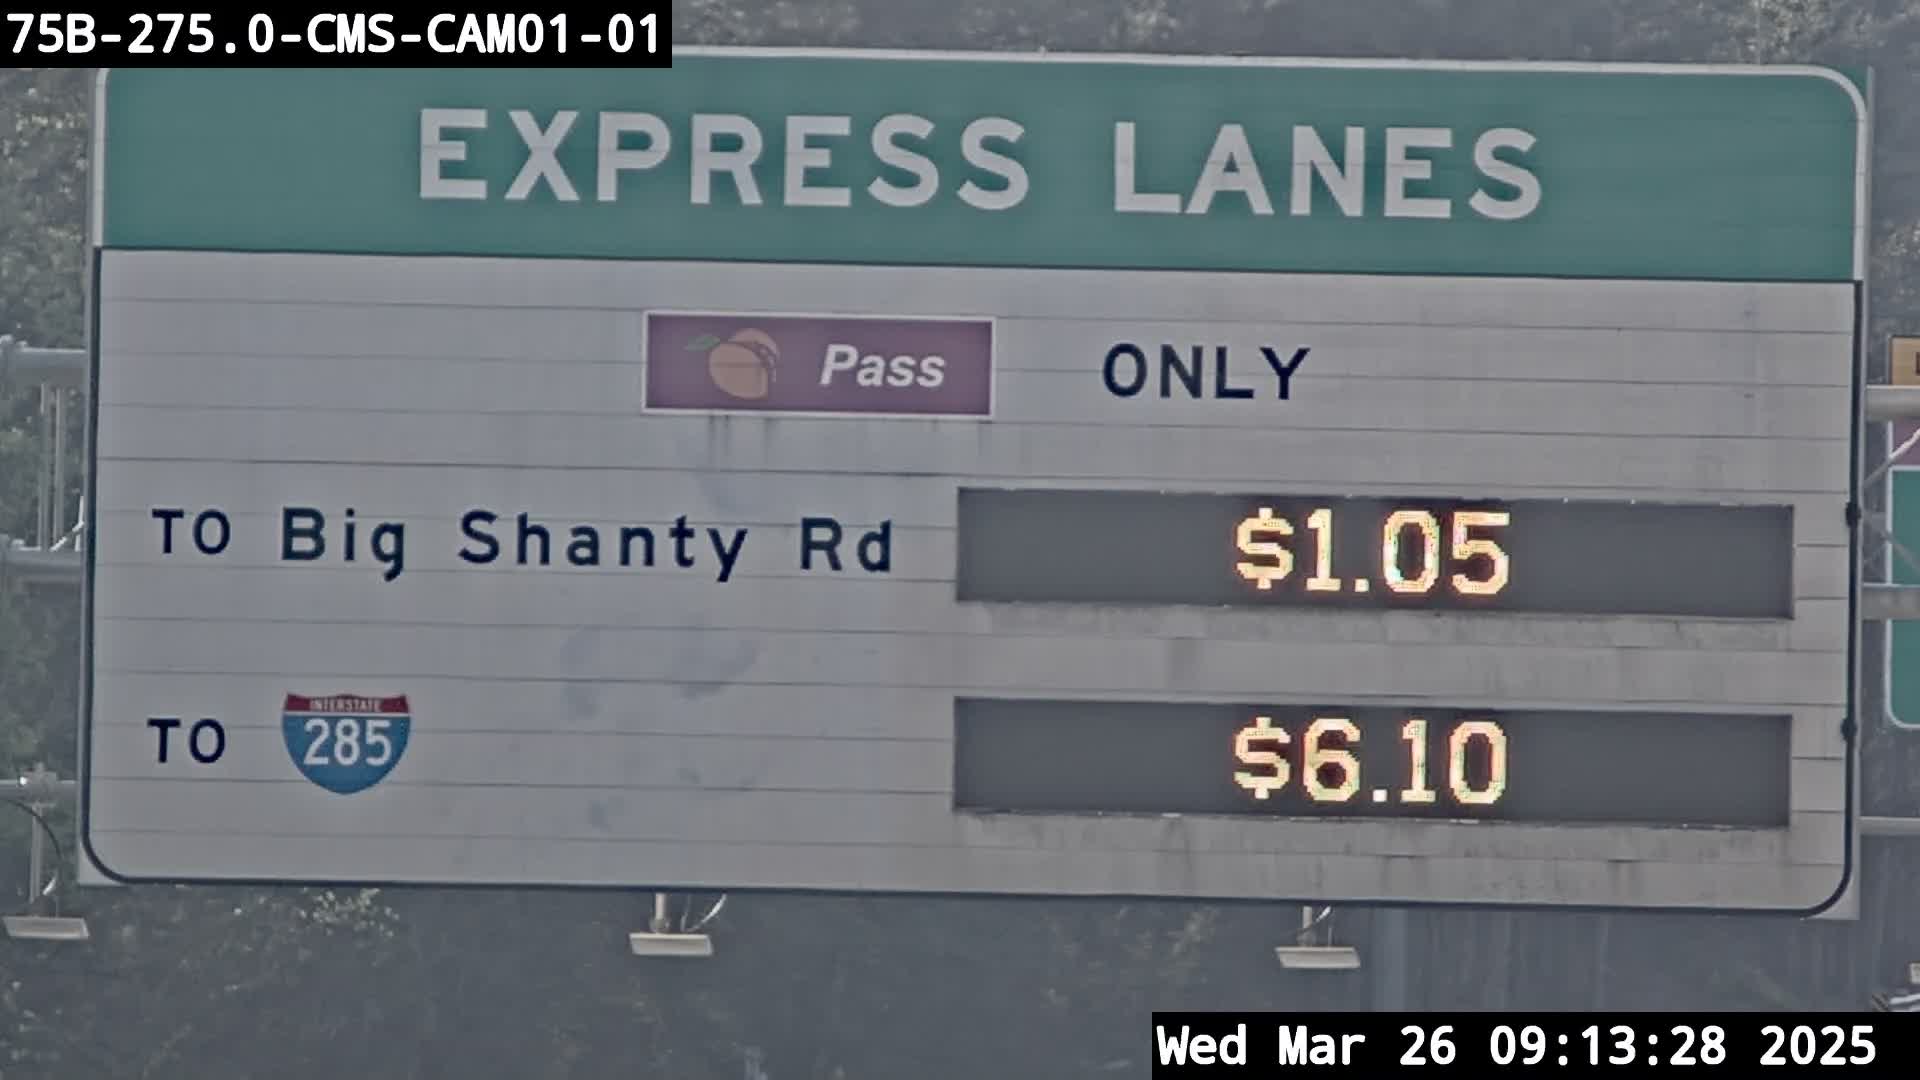 75B-275.0-CMS-CAM01-01
EXPRESS LANES
Pass ONLY
TO Big Shanty Rd $1.05
INTERSTATE
TO 285 $6.10
Wed Mar 26 09:13:28 2025